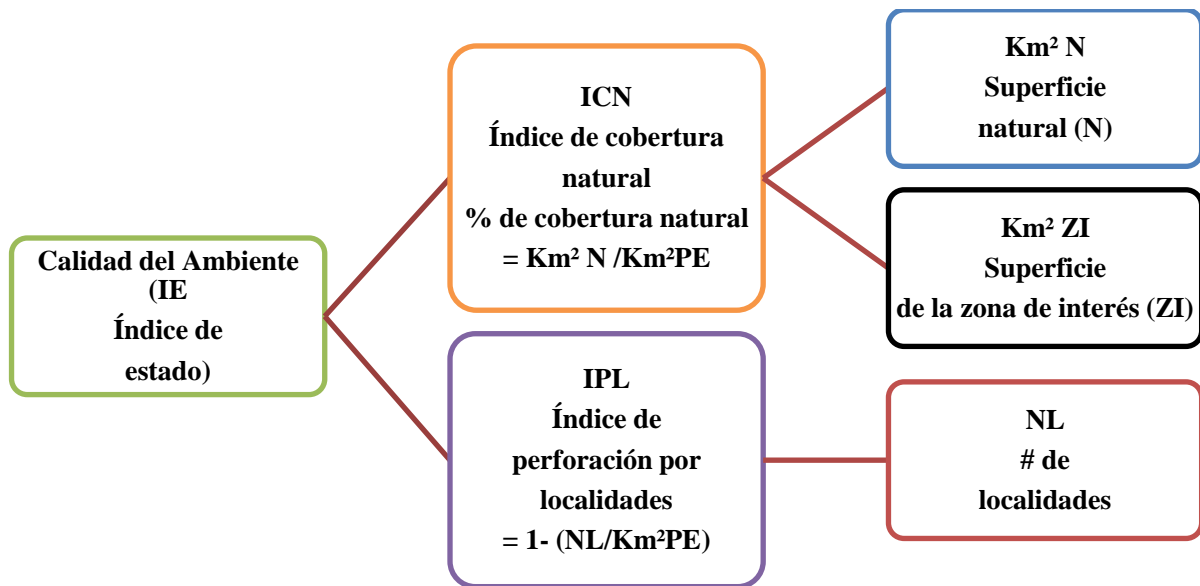 Calidad del Ambiente
(IE
Índice de
estado)
ICN
Índice de cobertura
natural
% de cobertura natural
= Km² N /Km²PE
IPL
Índice de
perforación por
localidades
= 1- (NL/Km²PE)
Km² N
Superficie
natural (N)
Km² ZI
Superficie
de la zona de interés (ZI)
NL
# de
localidades